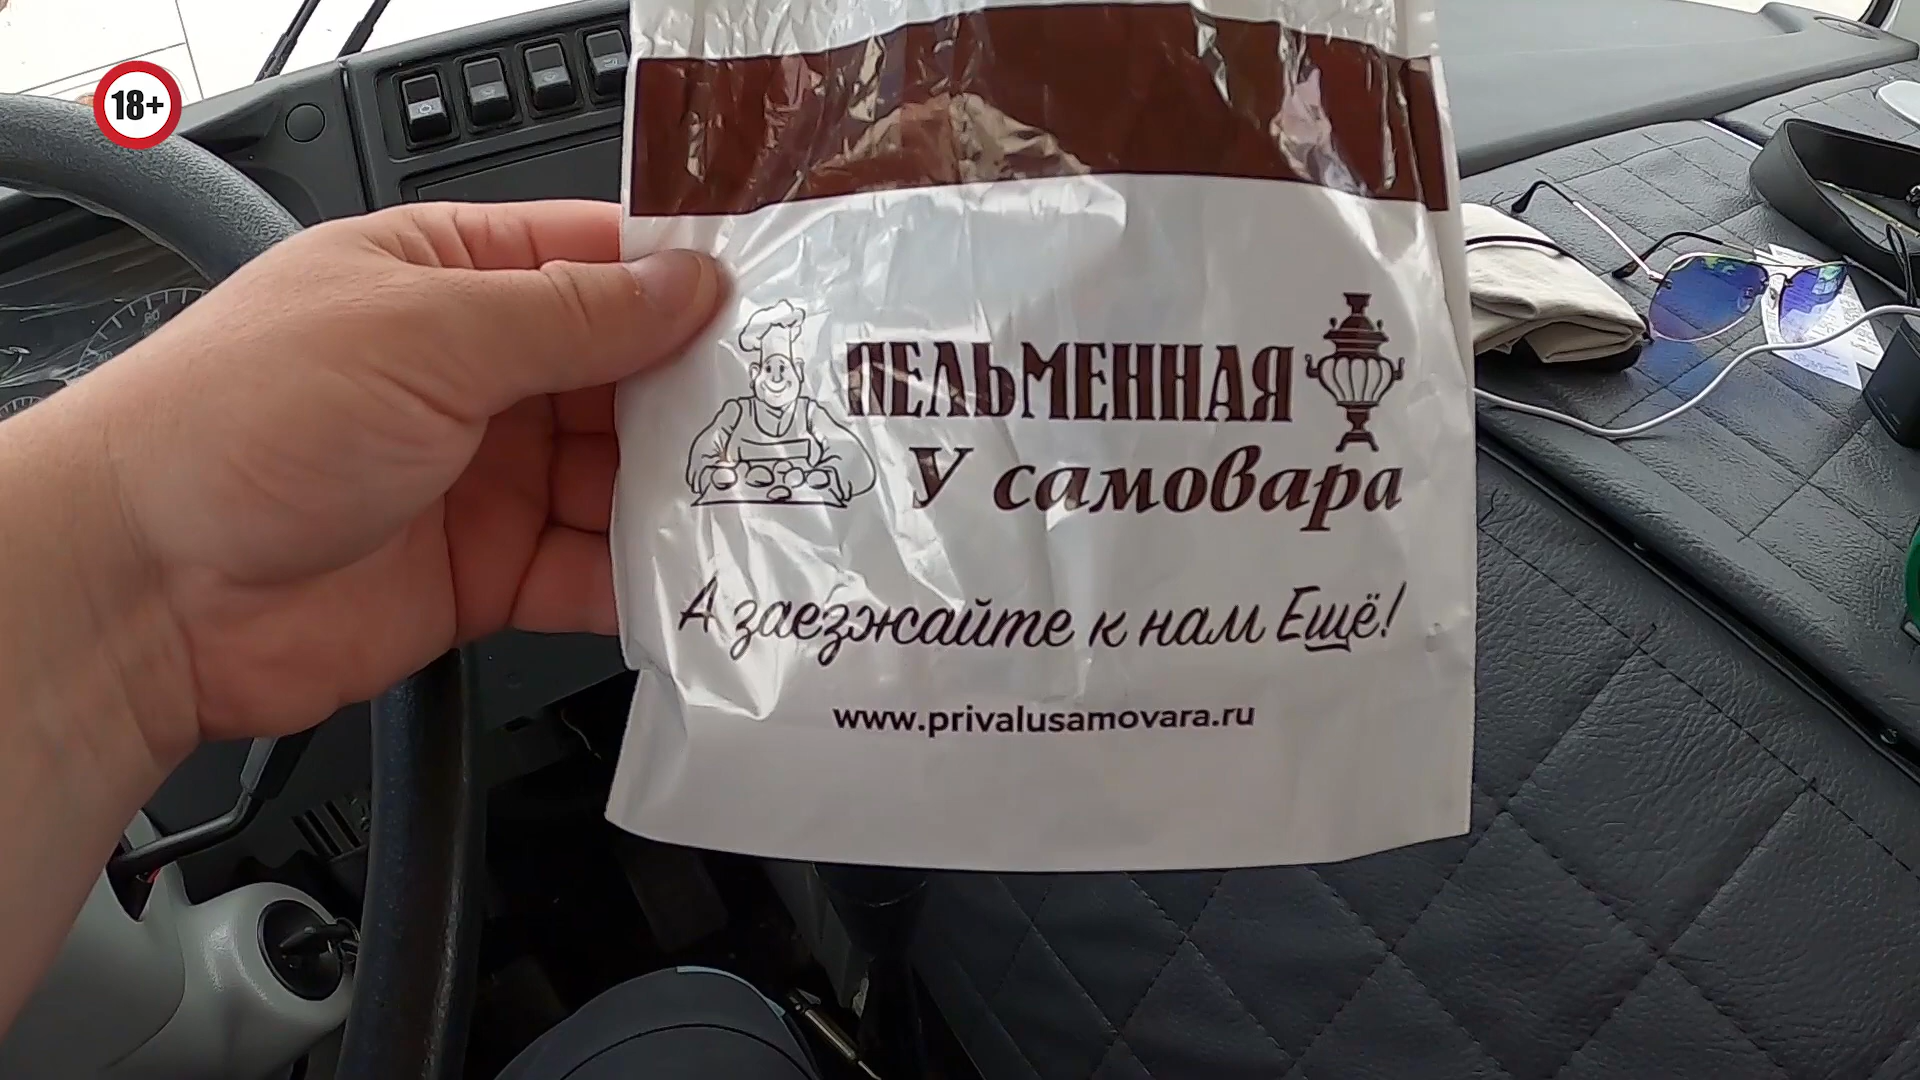 18+
ПЕЛЬМЕННАЯ
У самовара
А заезжайте к нам Ещё!
www.privalusamovara.ru